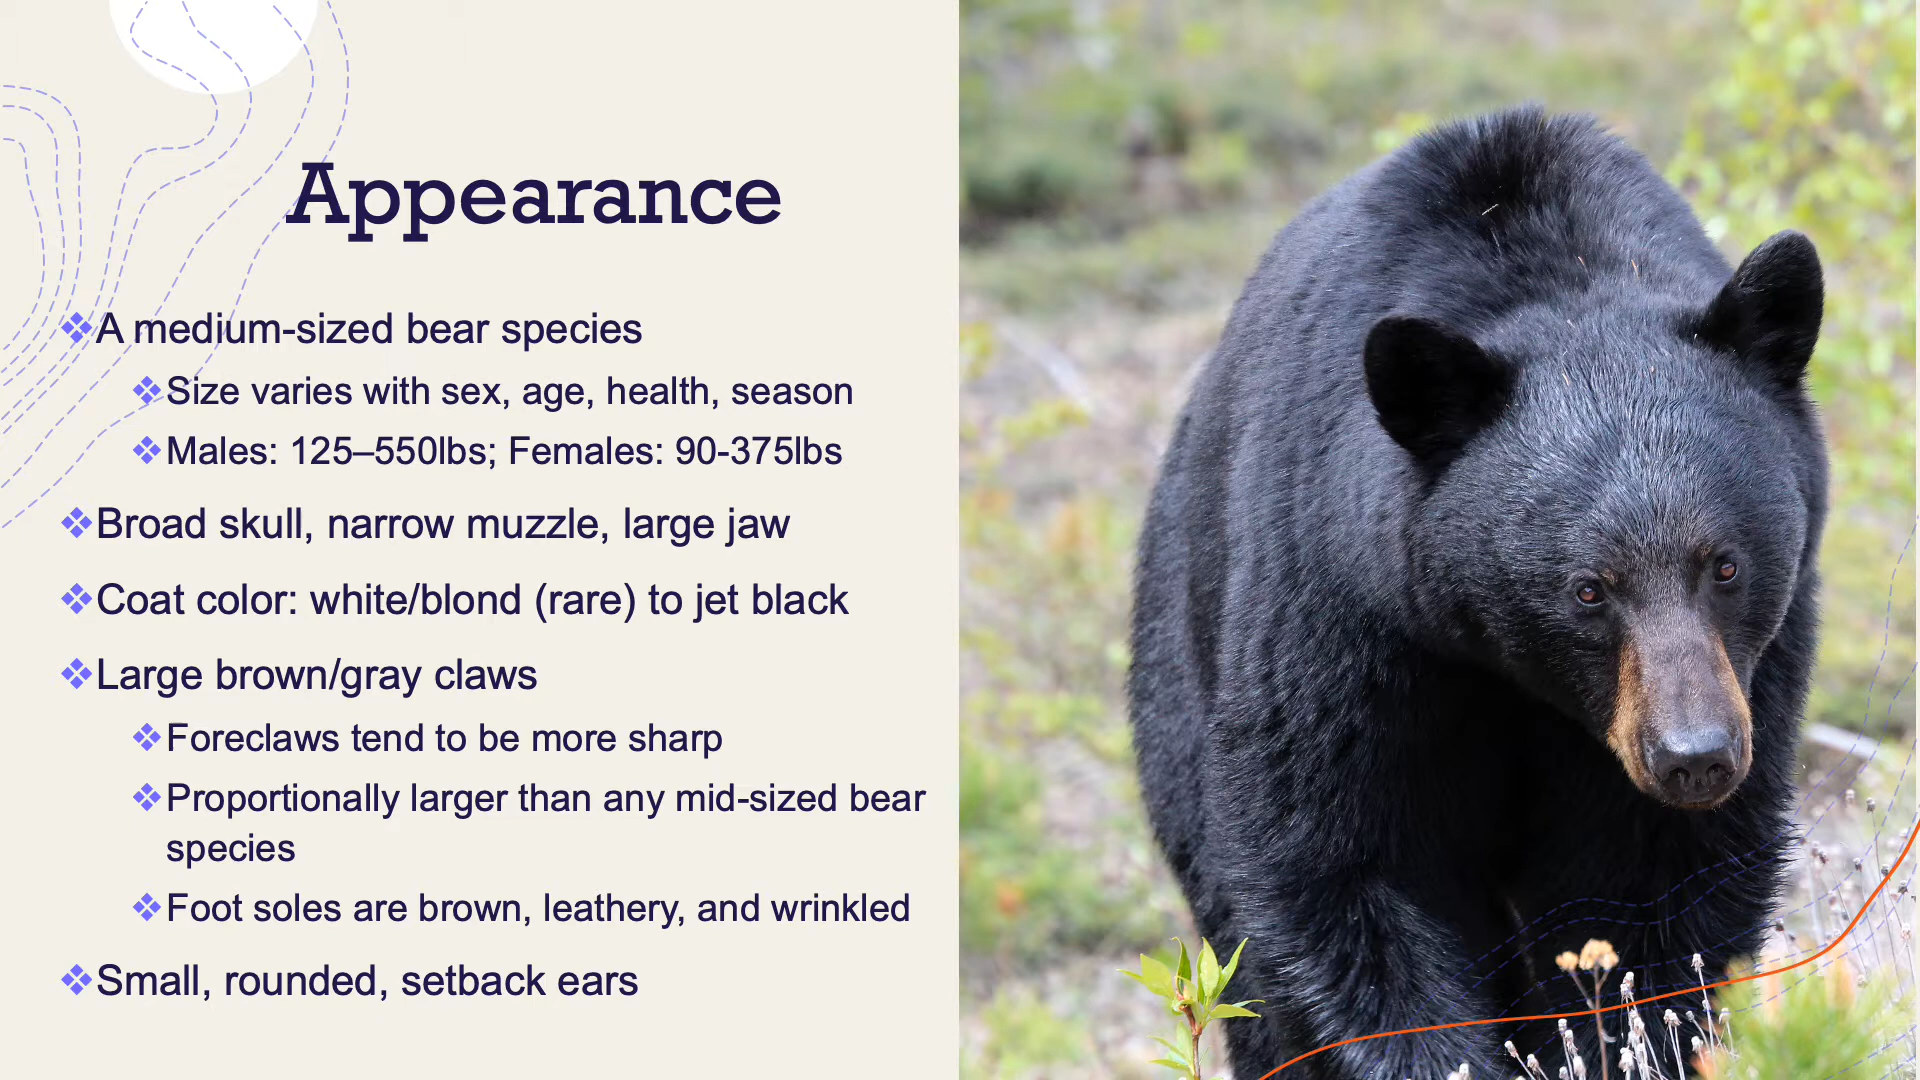 Appearance
❖A medium-sized bear species
❖Size varies with sex, age, health, season
❖Males: 125–550lbs; Females: 90-375lbs
❖Broad skull, narrow muzzle, large jaw
❖Coat color: white/blond (rare) to jet black
❖Large brown/gray claws
❖Foreclaws tend to be more sharp
❖Proportionally larger than any mid-sized bear
species
❖Foot soles are brown, leathery, and wrinkled
❖Small, rounded, setback ears